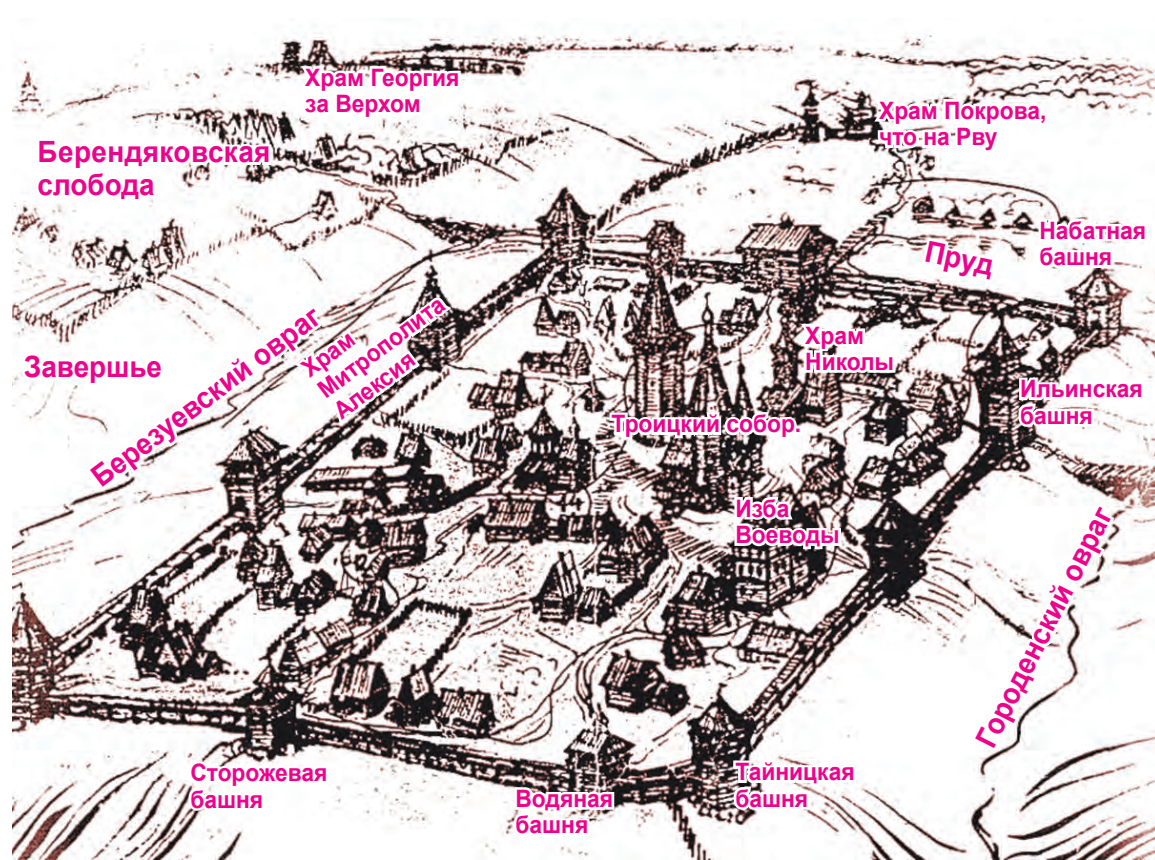 Храм Георгия
за Верхом
Храм Покрова,
что на Рву
Берендяковская
слобода
Набатная
башня
Пруд
Храм
Николы
Завершье
Березуевский овраг
Храм
Митрополита
Алексия
Ильинская
башня
Троицкий собор
Изба
Воеводы
Городенский овраг
Сторожевая
башня
Водяная
башня
Тайницкая
башня